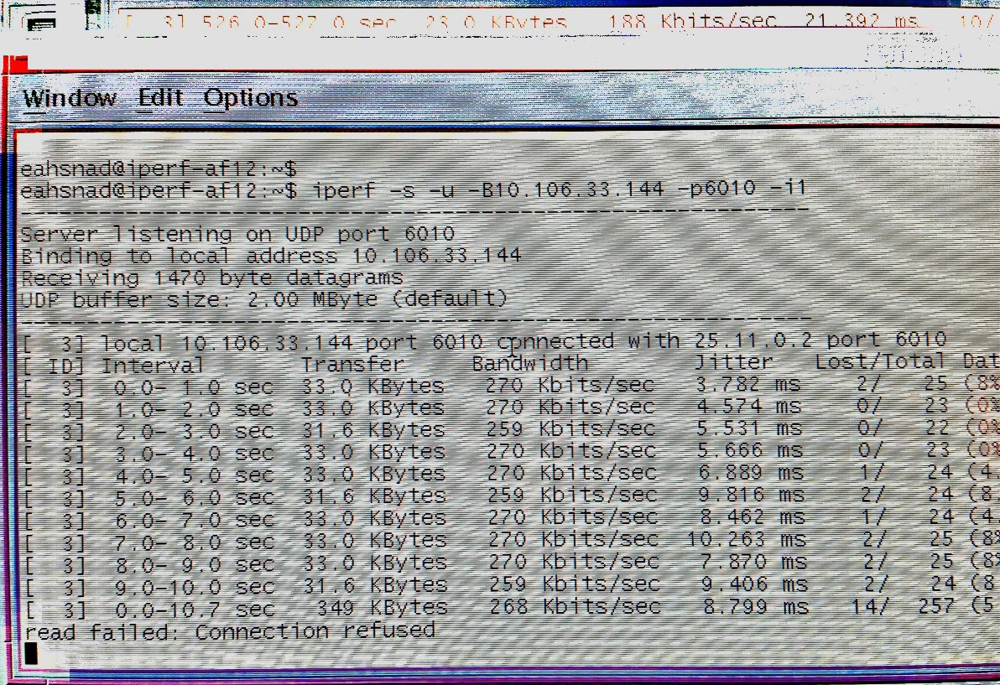 [ 3] 526.0-527.0 sec 23.0 KBytes 188 Kbits/sec 21.392 ms 10/
Window Edit Options
eahsnad@iperf-af12:~$
eahsnad@iperf-af12:~$ iperf -s -u -B10.106.33.144 -p6010 -i1
------------------------------------------------------------
Server listening on UDP port 6010
Binding to local address 10.106.33.144
Receiving 1470 byte datagrams
UDP buffer size: 2.00 MByte (default)
------------------------------------------------------------
[ 3] local 10.106.33.144 port 6010 connected with 25.11.0.2 port 6010
[ ID] Interval Transfer Bandwidth Jitter Lost/Total Dat
[ 3] 0.0- 1.0 sec 33.0 KBytes 270 Kbits/sec 3.782 ms 2/ 25 (8%
[ 3] 1.0- 2.0 sec 33.0 KBytes 270 Kbits/sec 4.574 ms 0/ 23 (0%
[ 3] 2.0- 3.0 sec 31.6 KBytes 259 Kbits/sec 5.531 ms 0/ 22 (0%
[ 3] 3.0- 4.0 sec 33.0 KBytes 270 Kbits/sec 5.666 ms 0/ 23 (0%
[ 3] 4.0- 5.0 sec 33.0 KBytes 270 Kbits/sec 6.889 ms 1/ 24 (4.
[ 3] 5.0- 6.0 sec 31.6 KBytes 259 Kbits/sec 9.816 ms 2/ 24 (8.
[ 3] 6.0- 7.0 sec 33.0 KBytes 270 Kbits/sec 8.462 ms 1/ 24 (4.
[ 3] 7.0- 8.0 sec 33.0 KBytes 270 Kbits/sec 10.263 ms 2/ 25 (8%
[ 3] 8.0- 9.0 sec 33.0 KBytes 270 Kbits/sec 7.870 ms 2/ 25 (8%
[ 3] 9.0-10.0 sec 31.6 KBytes 259 Kbits/sec 9.406 ms 2/ 24 (8
[ 3] 0.0-10.7 sec 349 KBytes 268 Kbits/sec 8.799 ms 14/ 257 (5
read failed: Connection refused